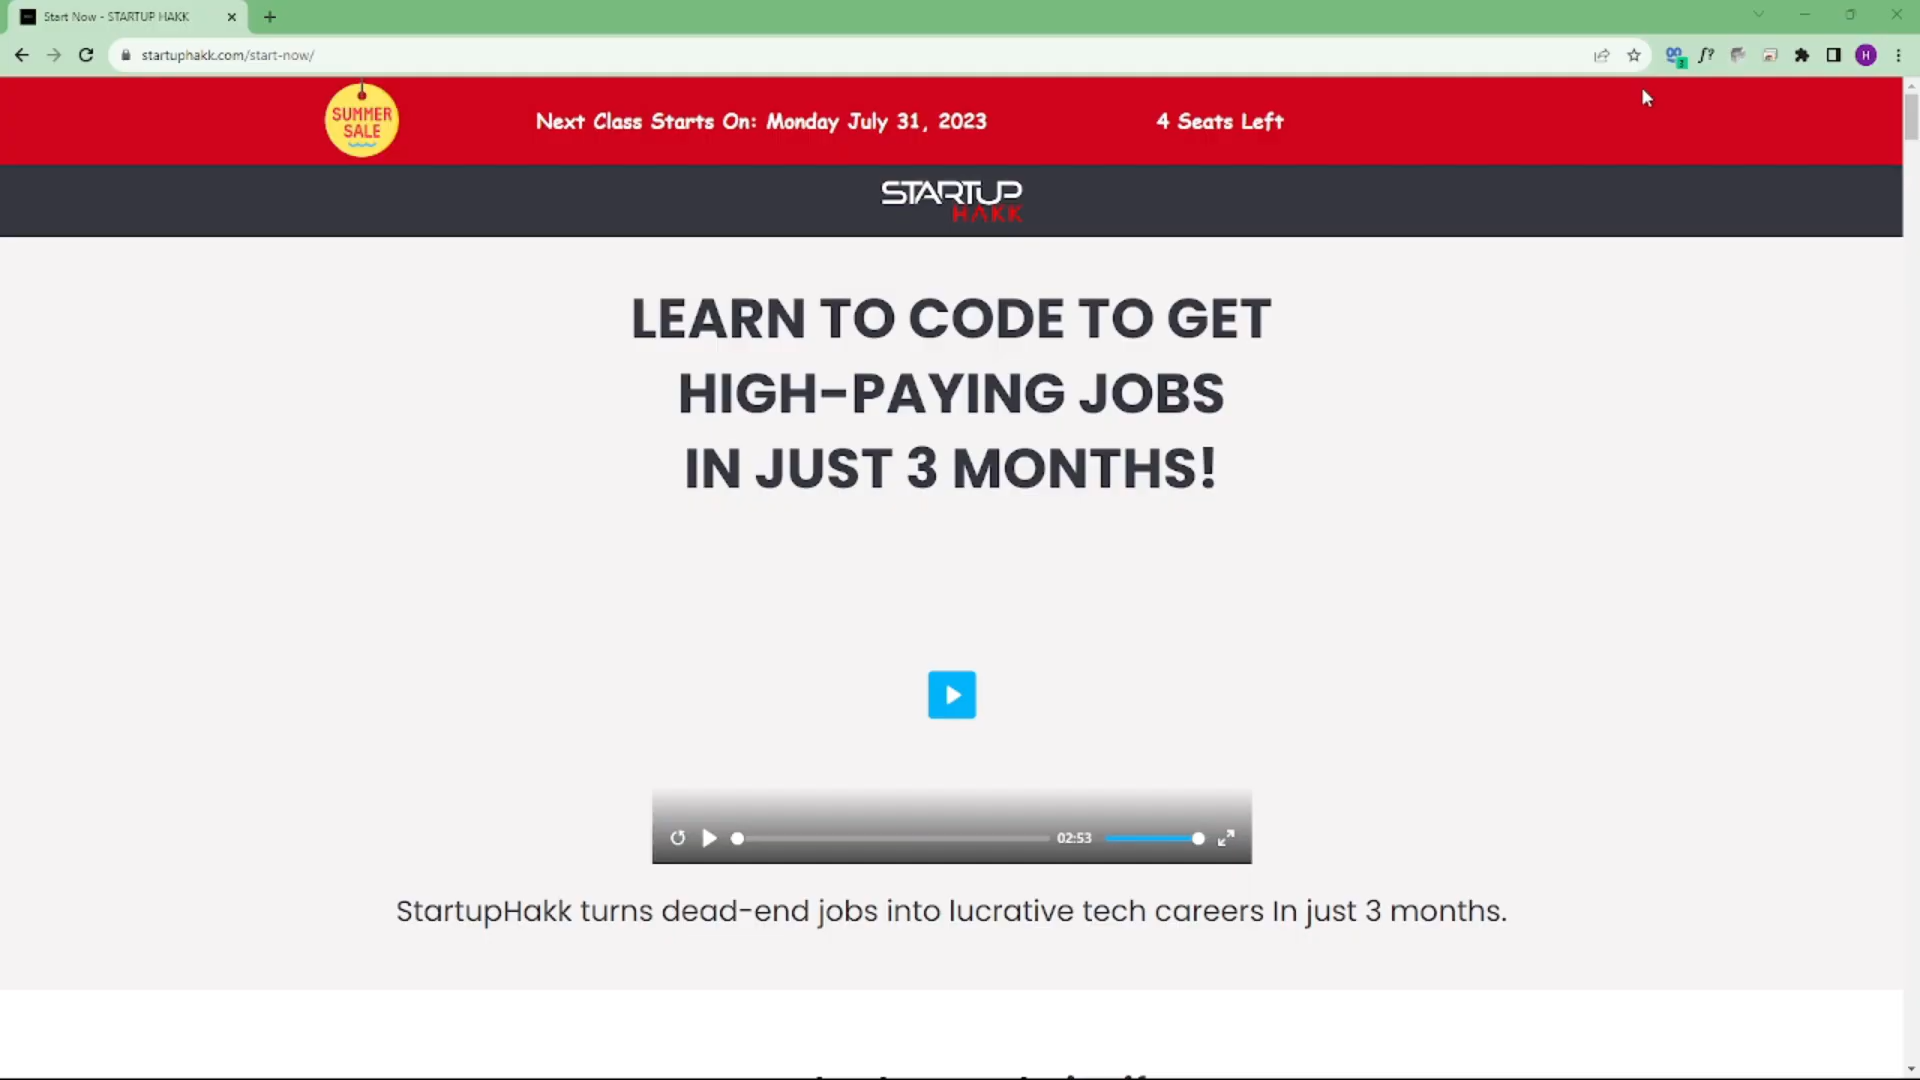 Start Now - STARTUP HAKK
startuphakk.com/start-now/
f?
H
SUMMER
SALE
Next Class Starts On: Monday July 31, 2023
4 Seats Left
STARTUP
HAKK
LEARN TO CODE TO GET
HIGH-PAYING JOBS
IN JUST 3 MONTHS!
02:53
StartupHakk turns dead-end jobs into lucrative tech careers In just 3 months.